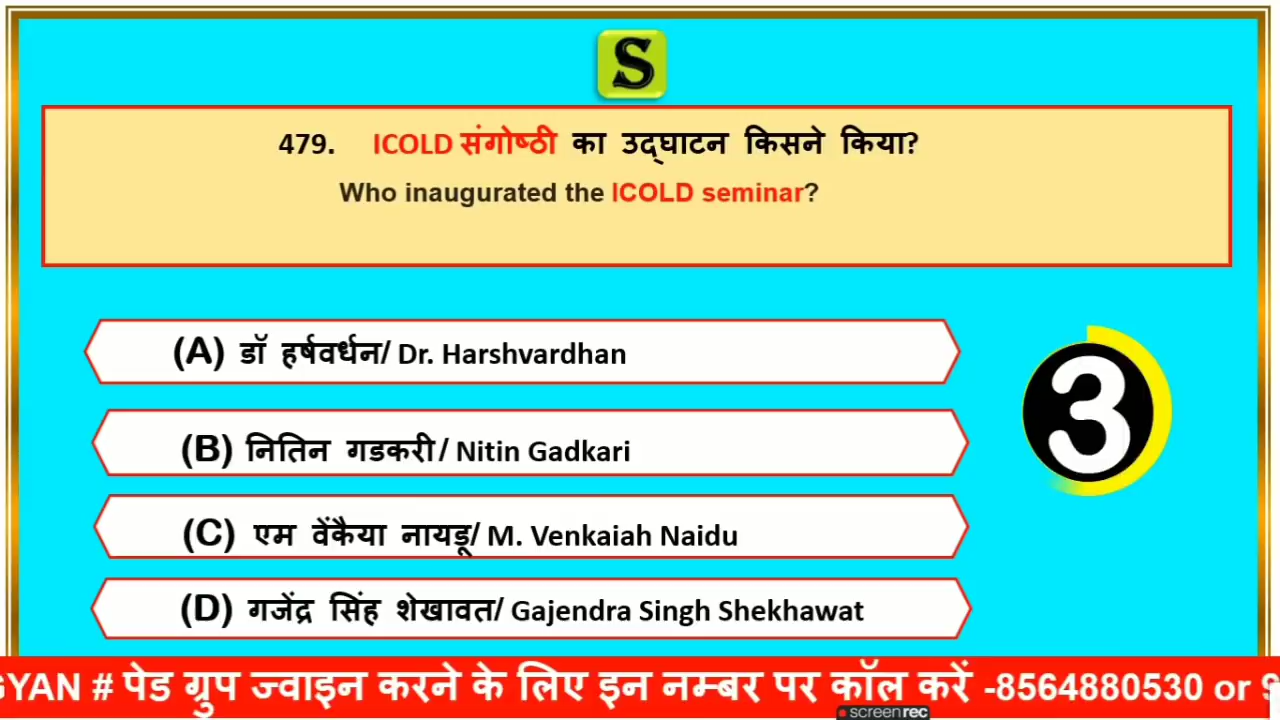 S
479. ICOLD संगोष्ठी का उद्घाटन किसने किया?
Who inaugurated the ICOLD seminar?
(A) डॉ हर्षवर्धन/ Dr. Harshvardhan
(B) नितिन गडकरी/ Nitin Gadkari
3
(C) एम वेंकैया नायडू/ M. Venkaiah Naidu
(D) गजेंद्र सिंह शेखावत/ Gajendra Singh Shekhawat
GYAN # पेड ग्रुप ज्वाइन करने के लिए इन नम्बर पर कॉल करें -8564880530 or 9
screenrec